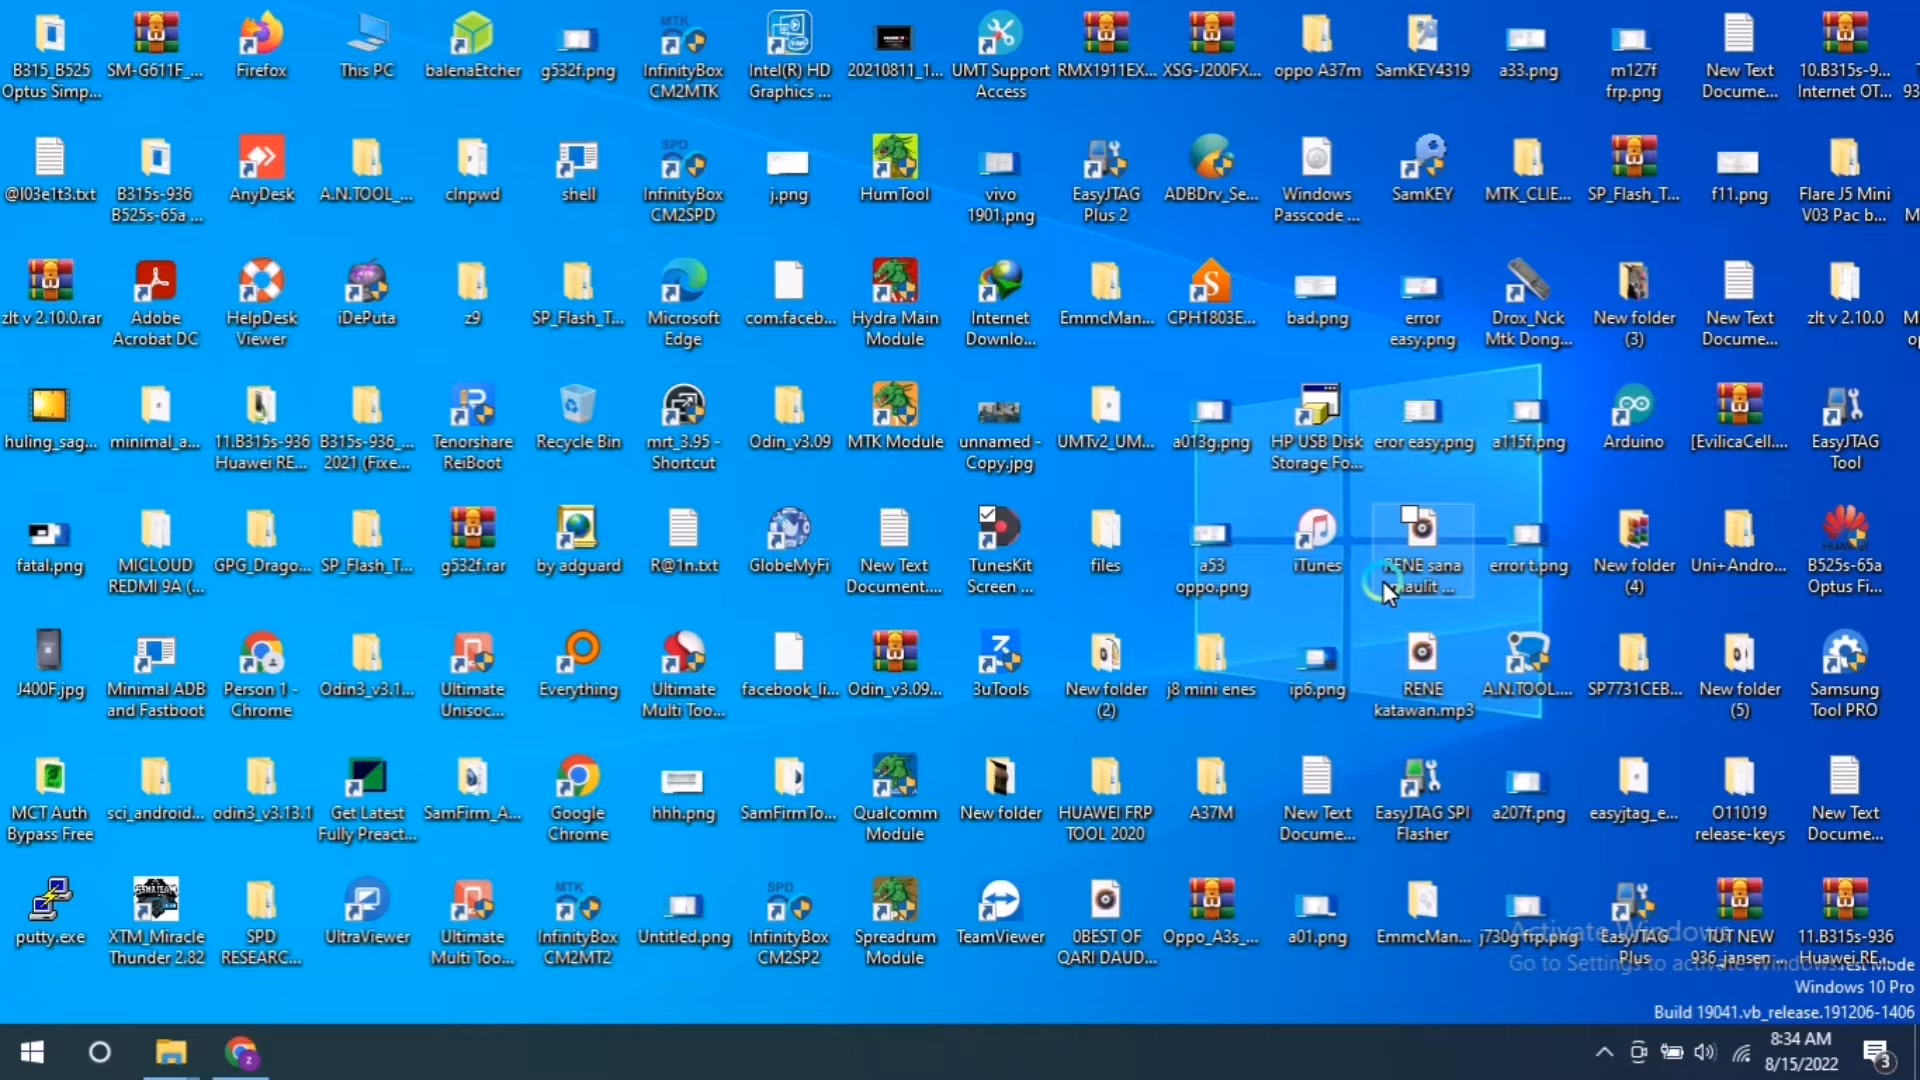 B315_B525
Optus Simp...
SM-G611F_...
Firefox
This PC
balenaEtcher
g532f.png
MTK
InfinityBox
CM2MTK
Intel(R) HD
Graphics ...
20210811_1...
UMT Support
Access
RMX1911EX...
XSG-J200FX...
oppo A37m
SamKEY4319
a33.png
m127f
frp.png
New Text
Docume...
10.B315s-9...
Internet OT...
@l03e1t3.txt
B315s-936
B525s-65a ...
AnyDesk
A.N.TOOL_...
clnpwd
shell
SPD
InfinityBox
CM2SPD
j.png
HumTool
vivo
1901.png
EasyJTAG
Plus 2
ADBDrv_Se...
Windows
Passcode ...
SamKEY
MTK_CLIE...
SP_Flash_T...
f11.png
Flare J5 Mini
V03 Pac b...
zlt v 2.10.0.rar
Adobe
Acrobat DC
HelpDesk
Viewer
iDePuta
z9
SP_Flash_T...
Microsoft
Edge
com.faceb...
Hydra Main
Module
Internet
Downlo...
EmmcMan...
CPH1803E...
bad.png
error
easy.png
Drox_Nck
Mtk Dong...
New folder
(3)
New Text
Docume...
zlt v 2.10.0
huling_sag...
minimal_a...
11.B315s-936
Huawei RE...
B315s-936_...
2021 (Fixe...
Tenorshare
ReiBoot
Recycle Bin
mrt_3.95 -
Shortcut
Odin_v3.09
MTK Module
unnamed -
Copy.jpg
UMTv2_UM...
a013g.png
HP USB Disk
Storage Fo...
eror easy.png
a115f.png
Arduino
[EvilicaCell....
EasyJTAG
Tool
fatal.png
MICLOUD
REDMI 9A (...
GPG_Drago...
SP_Flash_T...
g532f.rar
by adguard
R@1n.txt
GlobeMyFi
New Text
Document....
TunesKit
Screen ...
files
a53
oppo.png
iTunes
RENE sana
maulit ...
error t.png
New folder
(4)
Uni+Andro...
HUAWEI
B525s-65a
Optus Fi...
J400F.jpg
Minimal ADB
and Fastboot
Person 1 -
Chrome
Odin3_v3.1...
Ultimate
Unisoc...
Everything
Ultimate
Multi Too...
facebook_li...
Odin_v3.09...
3uTools
New folder
(2)
j8 mini enes
ip6.png
RENE
katawan.mp3
A.N.TOOL....
SP7731CEB...
New folder
(5)
Samsung
Tool PRO
MCT Auth
Bypass Free
sci_android...
odin3_v3.13.1
Get Latest
Fully Preact...
SamFirm_A...
Google
Chrome
hhh.png
SamFirmTo...
Qualcomm
Module
New folder
HUAWEI FRP
TOOL 2020
A37M
New Text
Docume...
EasyJTAG SPI
Flasher
a207f.png
easyjtag_e...
O11019
release-keys
New Text
Docume...
putty.exe
XTM_Miracle
Thunder 2.82
SPD
RESEARC...
UltraViewer
Ultimate
Multi Too...
MTK
InfinityBox
CM2MT2
Untitled.png
SPD
InfinityBox
CM2SP2
Spreadrum
Module
TeamViewer
0BEST OF
QARI DAUD...
Oppo_A3s_...
a01.png
EmmcMan...
j730g frp.png
EasyJTAG
Plus
TUT NEW
936_jansen ...
11.B315s-936
Huawei RE...
Activate Windows
Go to Settings to activate Windows.
Test Mode
Windows 10 Pro
Build 19041.vb_release.191206-1406
8:34 AM
8/15/2022
3